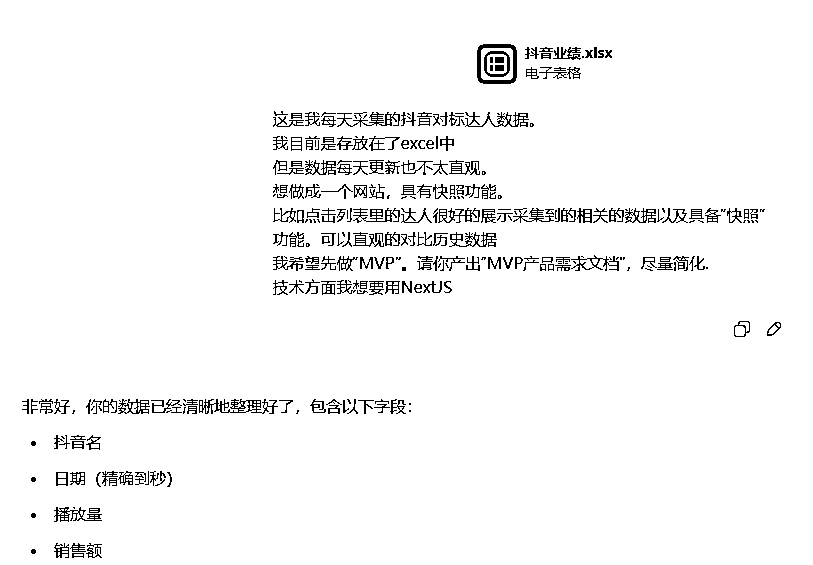 抖音业绩.xlsx
电子表格
这是我每天采集的抖音对标达人数据。
我目前是存放在了excel中
但是数据每天更新也不太直观。
想做成一个网站，具有快照功能。
比如点击列表里的达人很好的展示采集到的相关的数据以及具备"快照"
功能。可以直观的对比历史数据
我希望先做"MVP"。请你产出"MVP产品需求文档"，尽量简化.
技术方面我想要用NextJS
非常好，你的数据已经清晰地整理好了，包含以下字段：
• 抖音名
• 日期（精确到秒）
• 播放量
• 销售额